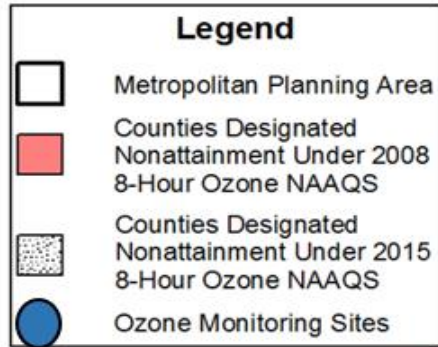 Legend
Metropolitan Planning Area
Counties Designated
Nonattainment Under 2008
8-Hour Ozone NAAQS
Counties Designated
Nonattainment Under 2015
8-Hour Ozone NAAQS
Ozone Monitoring Sites